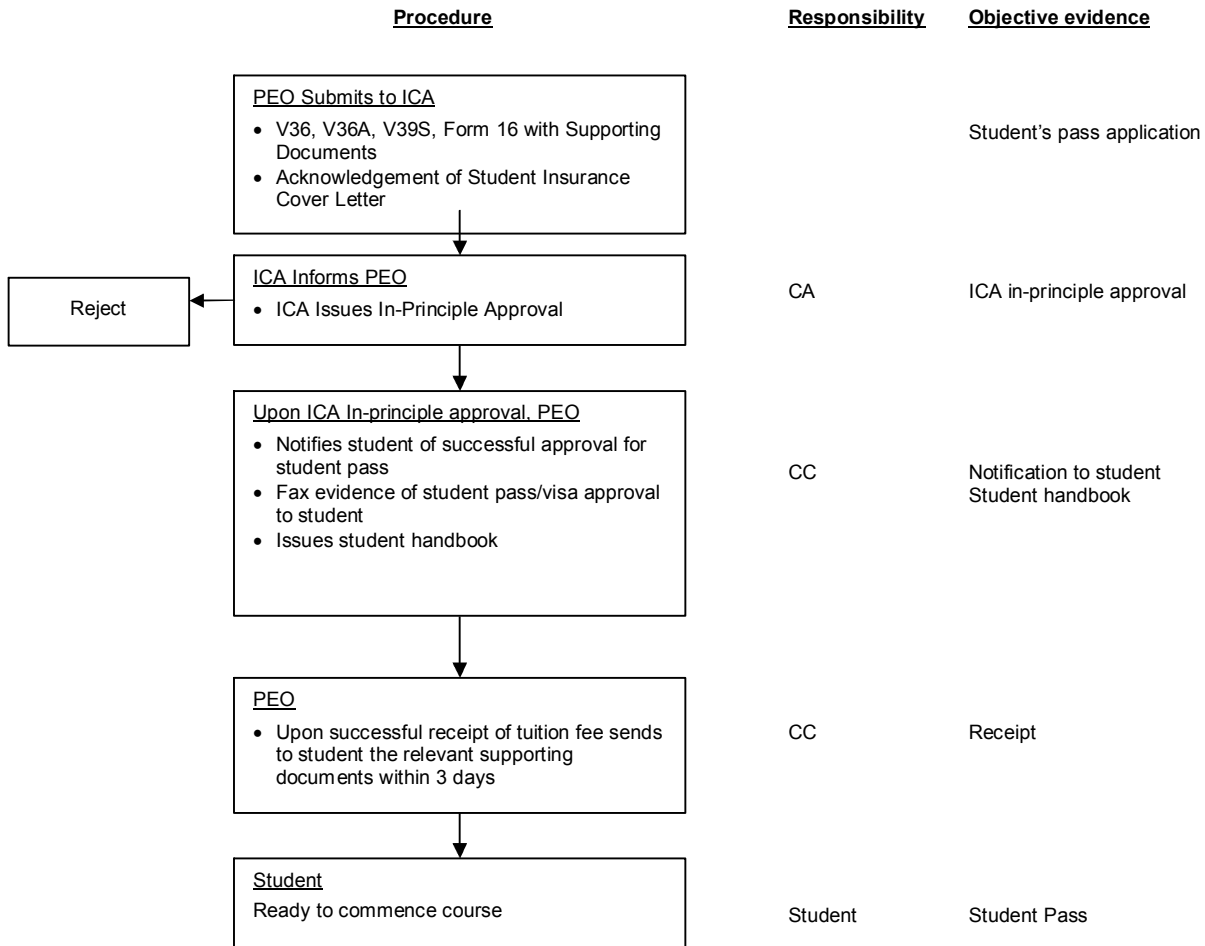 Procedure Responsibility Objective evidence
PEO Submits to ICA
• V36, V36A, V39S, Form 16 with Supporting
Documents
• Acknowledgement of Student Insurance
Cover Letter
Student's pass application
Reject
ICA Informs PEO
• ICA Issues In-Principle Approval
CA
ICA in-principle approval
Upon ICA In-principle approval, PEO
• Notifies student of successful approval for
student pass
• Fax evidence of student pass/visa approval
to student
• Issues student handbook
CC
Notification to student
Student handbook
PEO
• Upon successful receipt of tuition fee sends
to student the relevant supporting
documents within 3 days
CC
Receipt
Student
Ready to commence course
Student
Student Pass